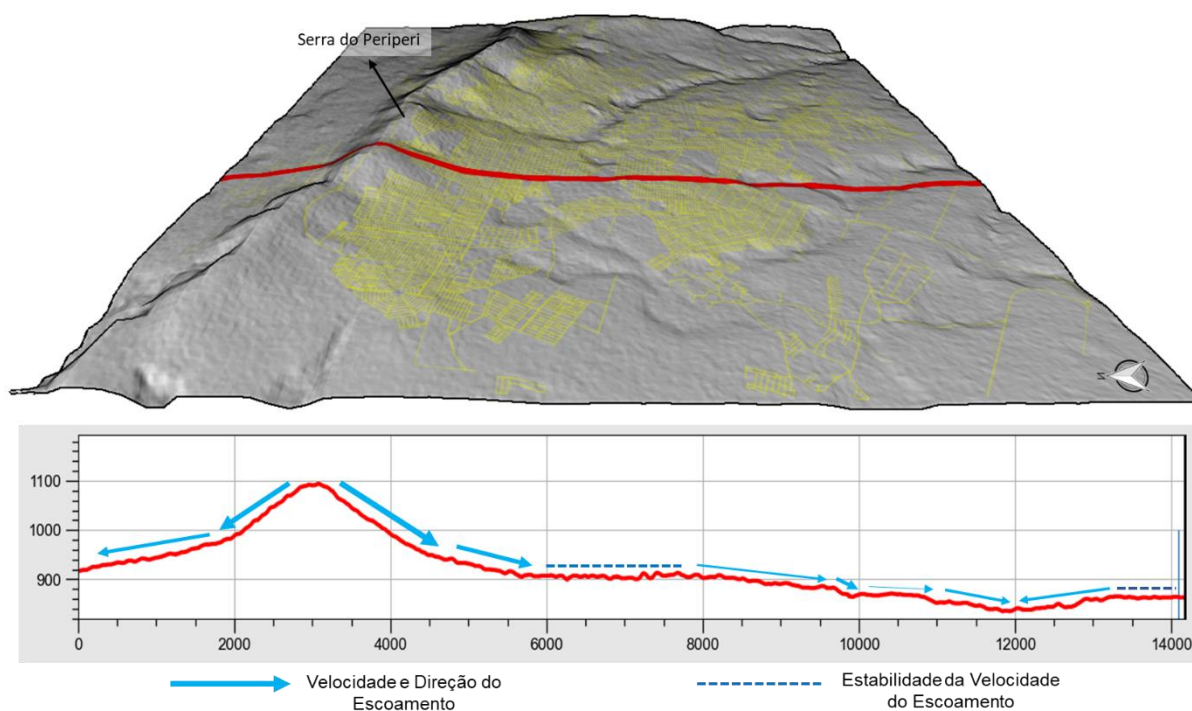 Serra do Periperi
N
1100
1000
900
0 2000 4000 6000 8000 10000 12000 14000
Velocidade e Direção do
Escoamento
Estabilidade da Velocidade
do Escoamento